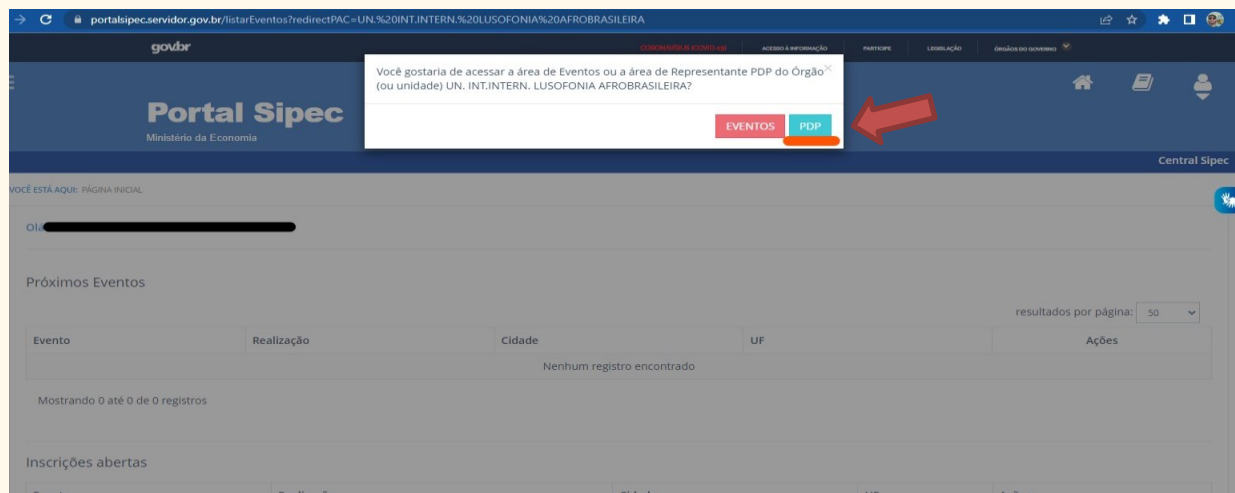 portalsipec.servidor.gov.br/listarEventos?redirectPAC=UN.%20INT.INTERN.%20LUSOFONIA%20AFROBRASILEIRA
gov.br
CORONAVÍRUS (COVID-19) ACESSO À INFORMAÇÃO PARTICIPE LEGISLAÇÃO ÓRGÃOS DO GOVERNO
Você gostaria de acessar a área de Eventos ou a área de Representante PDP do Órgão ×
(ou unidade) UN. INT.INTERN. LUSOFONIA AFROBRASILEIRA?
EVENTOS PDP
Portal Sipec
Ministério da Economia
Central Sipec
VOCÊ ESTÁ AQUI: PÁGINA INICIAL
Olá
Próximos Eventos
resultados por página: 50
Evento Realização Cidade UF Ações
Nenhum registro encontrado
Mostrando 0 até 0 de 0 registros
Inscrições abertas